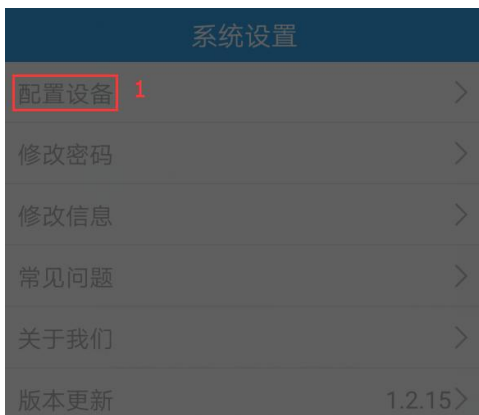 系统设置
配置设备 1
修改密码
修改信息
常见问题
关于我们
版本更新 1.2.15